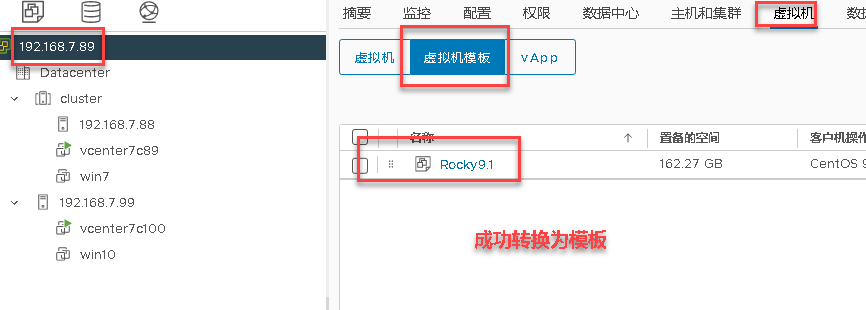 摘要 监控 配置 权限 数据中心 主机和集群 虚拟机
192.168.7.89
虚拟机 虚拟机模板 vApp
Datacenter
cluster
192.168.7.88
vcenter7c89
win7
192.168.7.99
vcenter7c100
win10
名称 置备的空间 客户机操作
Rocky9.1 162.27 GB CentOS 9
成功转换为模板